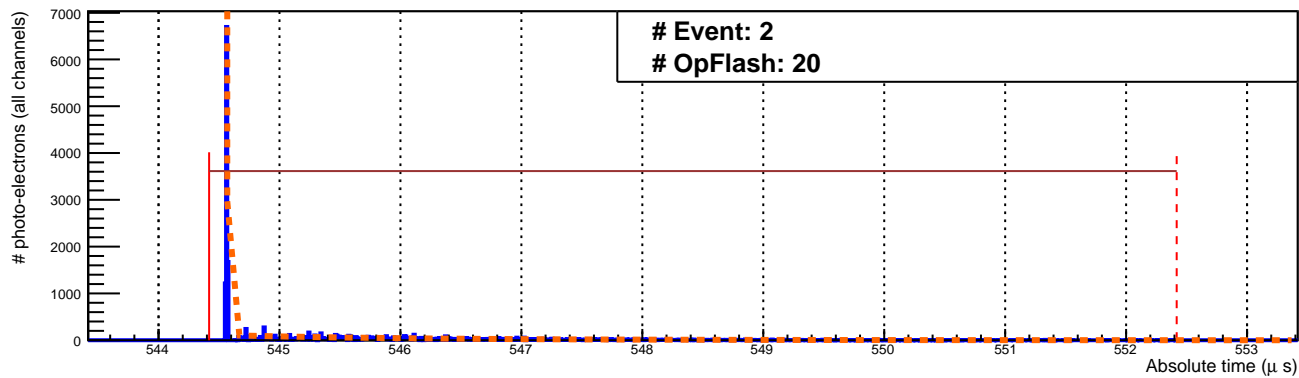 # Event: 2
# OpFlash: 20
# photo-electrons (all channels)
7000
6000
5000
4000
3000
2000
1000
0
544 545 546 547 548 549 550 551 552 553
Absolute time (μ s)